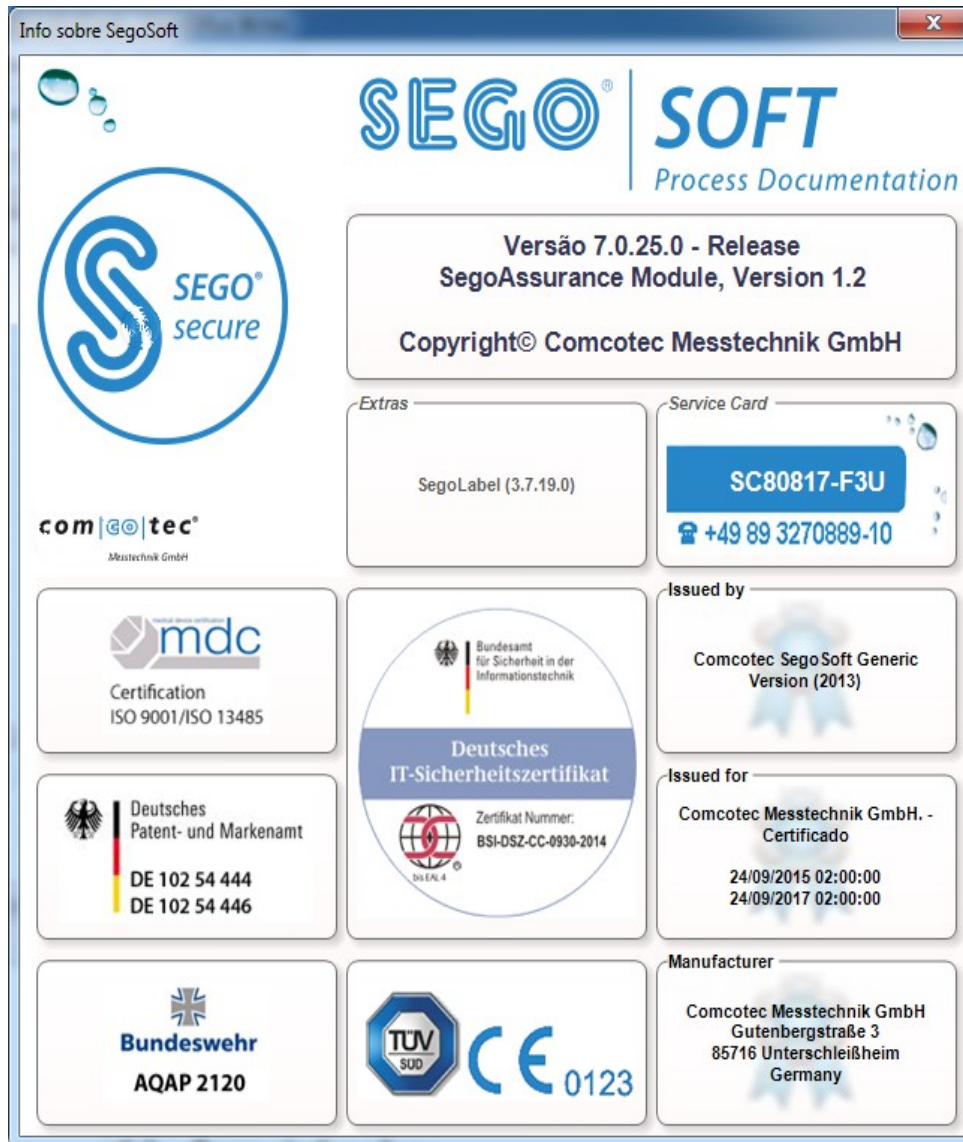 Info sobre SegoSoft
SEGO®
SOFT
Process Documentation
SEGO®
secure
Versão 7.0.25.0 - Release
SegoAssurance Module, Version 1.2
Copyright© Comcotec Messtechnik GmbH
Extras
SegoLabel (3.7.19.0)
Service Card
SC80817-F3U
☎ +49 89 3270889-10
com|co|tec®
Messtechnik GmbH
medical device certification
mdc
Certification
ISO 9001/ISO 13485
Bundesamt
für Sicherheit in der
Informationstechnik
Deutsches
IT-Sicherheitszertifikat
Zertifikat Nummer:
BSI-DSZ-CC-0930-2014
bis EAL 4
®
Issued by
Comcotec SegoSoft Generic
Version (2013)
Deutsches
Patent- und Markenamt
DE 102 54 444
DE 102 54 446
Issued for
Comcotec Messtechnik GmbH. -
Certificado
24/09/2015 02:00:00
24/09/2017 02:00:00
Bundeswehr
AQAP 2120
TÜV
SÜD
CE 0123
Manufacturer
Comcotec Messtechnik GmbH
Gutenbergstraße 3
85716 Unterschleißheim
Germany